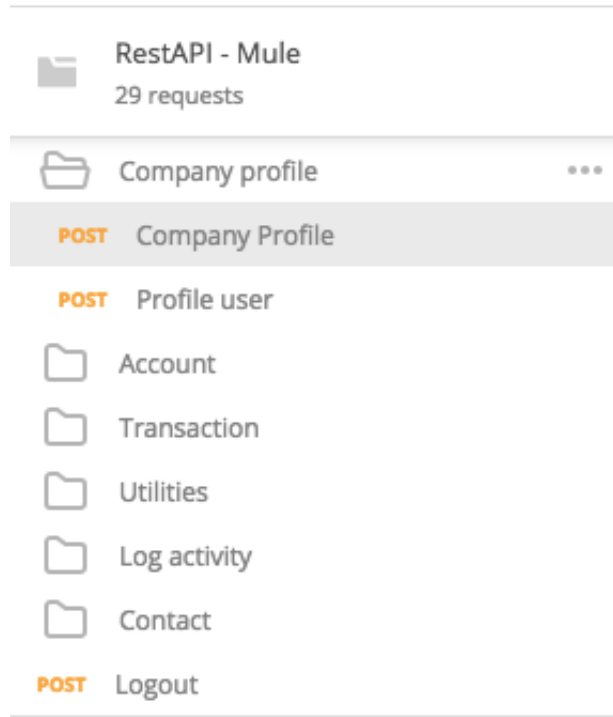 RestAPI - Mule
29 requests
Company profile
POST Company Profile
POST Profile user
Account
Transaction
Utilities
Log activity
Contact
POST Logout